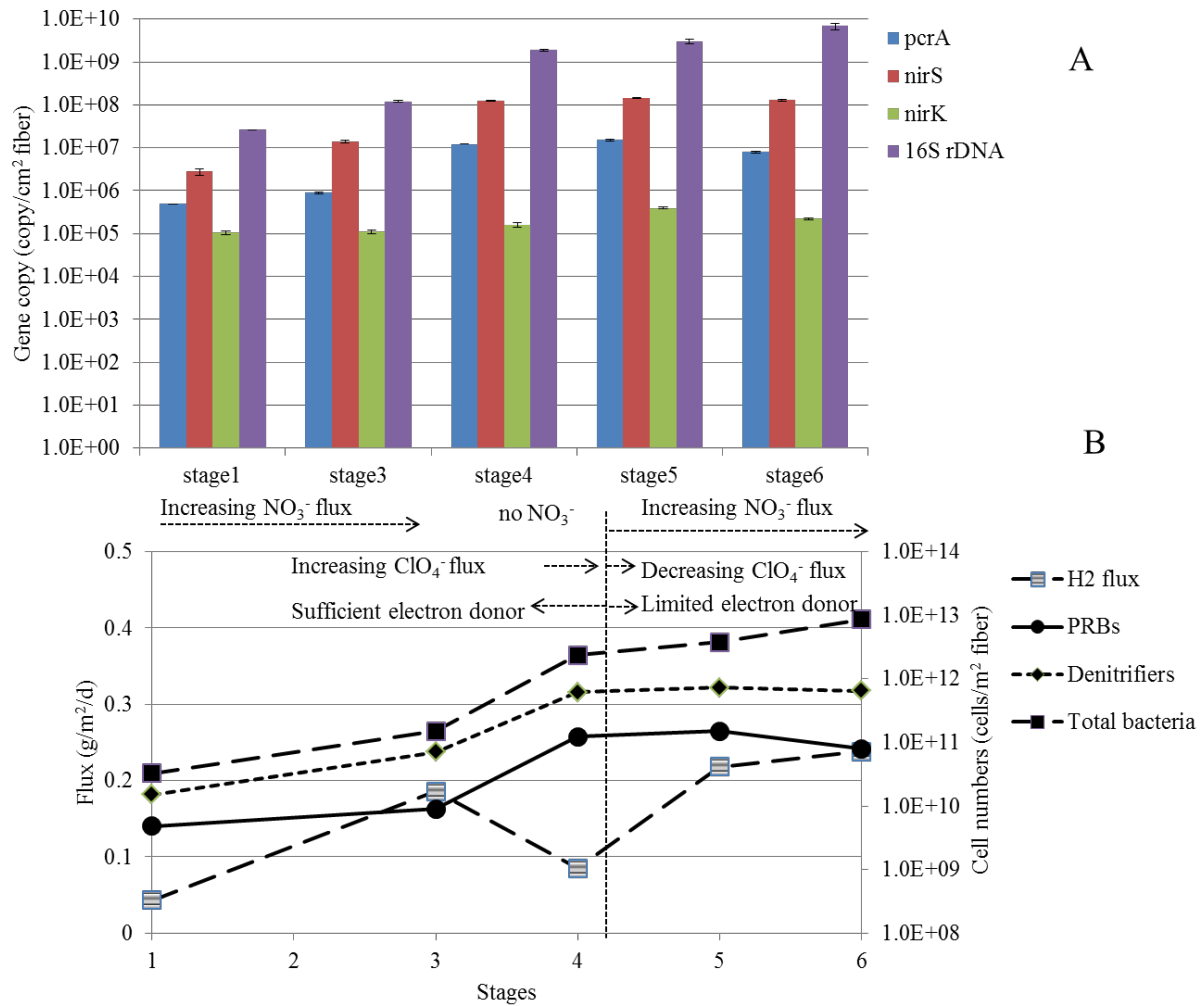 1.0E+10
1.0E+09
1.0E+08
1.0E+07
1.0E+06
1.0E+05
1.0E+04
1.0E+03
1.0E+02
1.0E+01
1.0E+00
Gene copy (copy/cm² fiber)
pcrA
nirS
nirK
16S rDNA
A
stage1 stage3 stage4 stage5 stage6
B
Increasing NO₃⁻ flux
no NO₃⁻
Increasing NO₃⁻ flux
Increasing ClO₄⁻ flux
Decreasing ClO₄⁻ flux
Sufficient electron donor
Limited electron donor
0.5
0.4
0.3
0.2
0.1
0
Flux (g/m²/d)
1.0E+14
1.0E+13
1.0E+12
1.0E+11
1.0E+10
1.0E+09
1.0E+08
Cell numbers (cells/m² fiber)
H2 flux
PRBs
Denitrifiers
Total bacteria
1 2 3 4 5 6
Stages